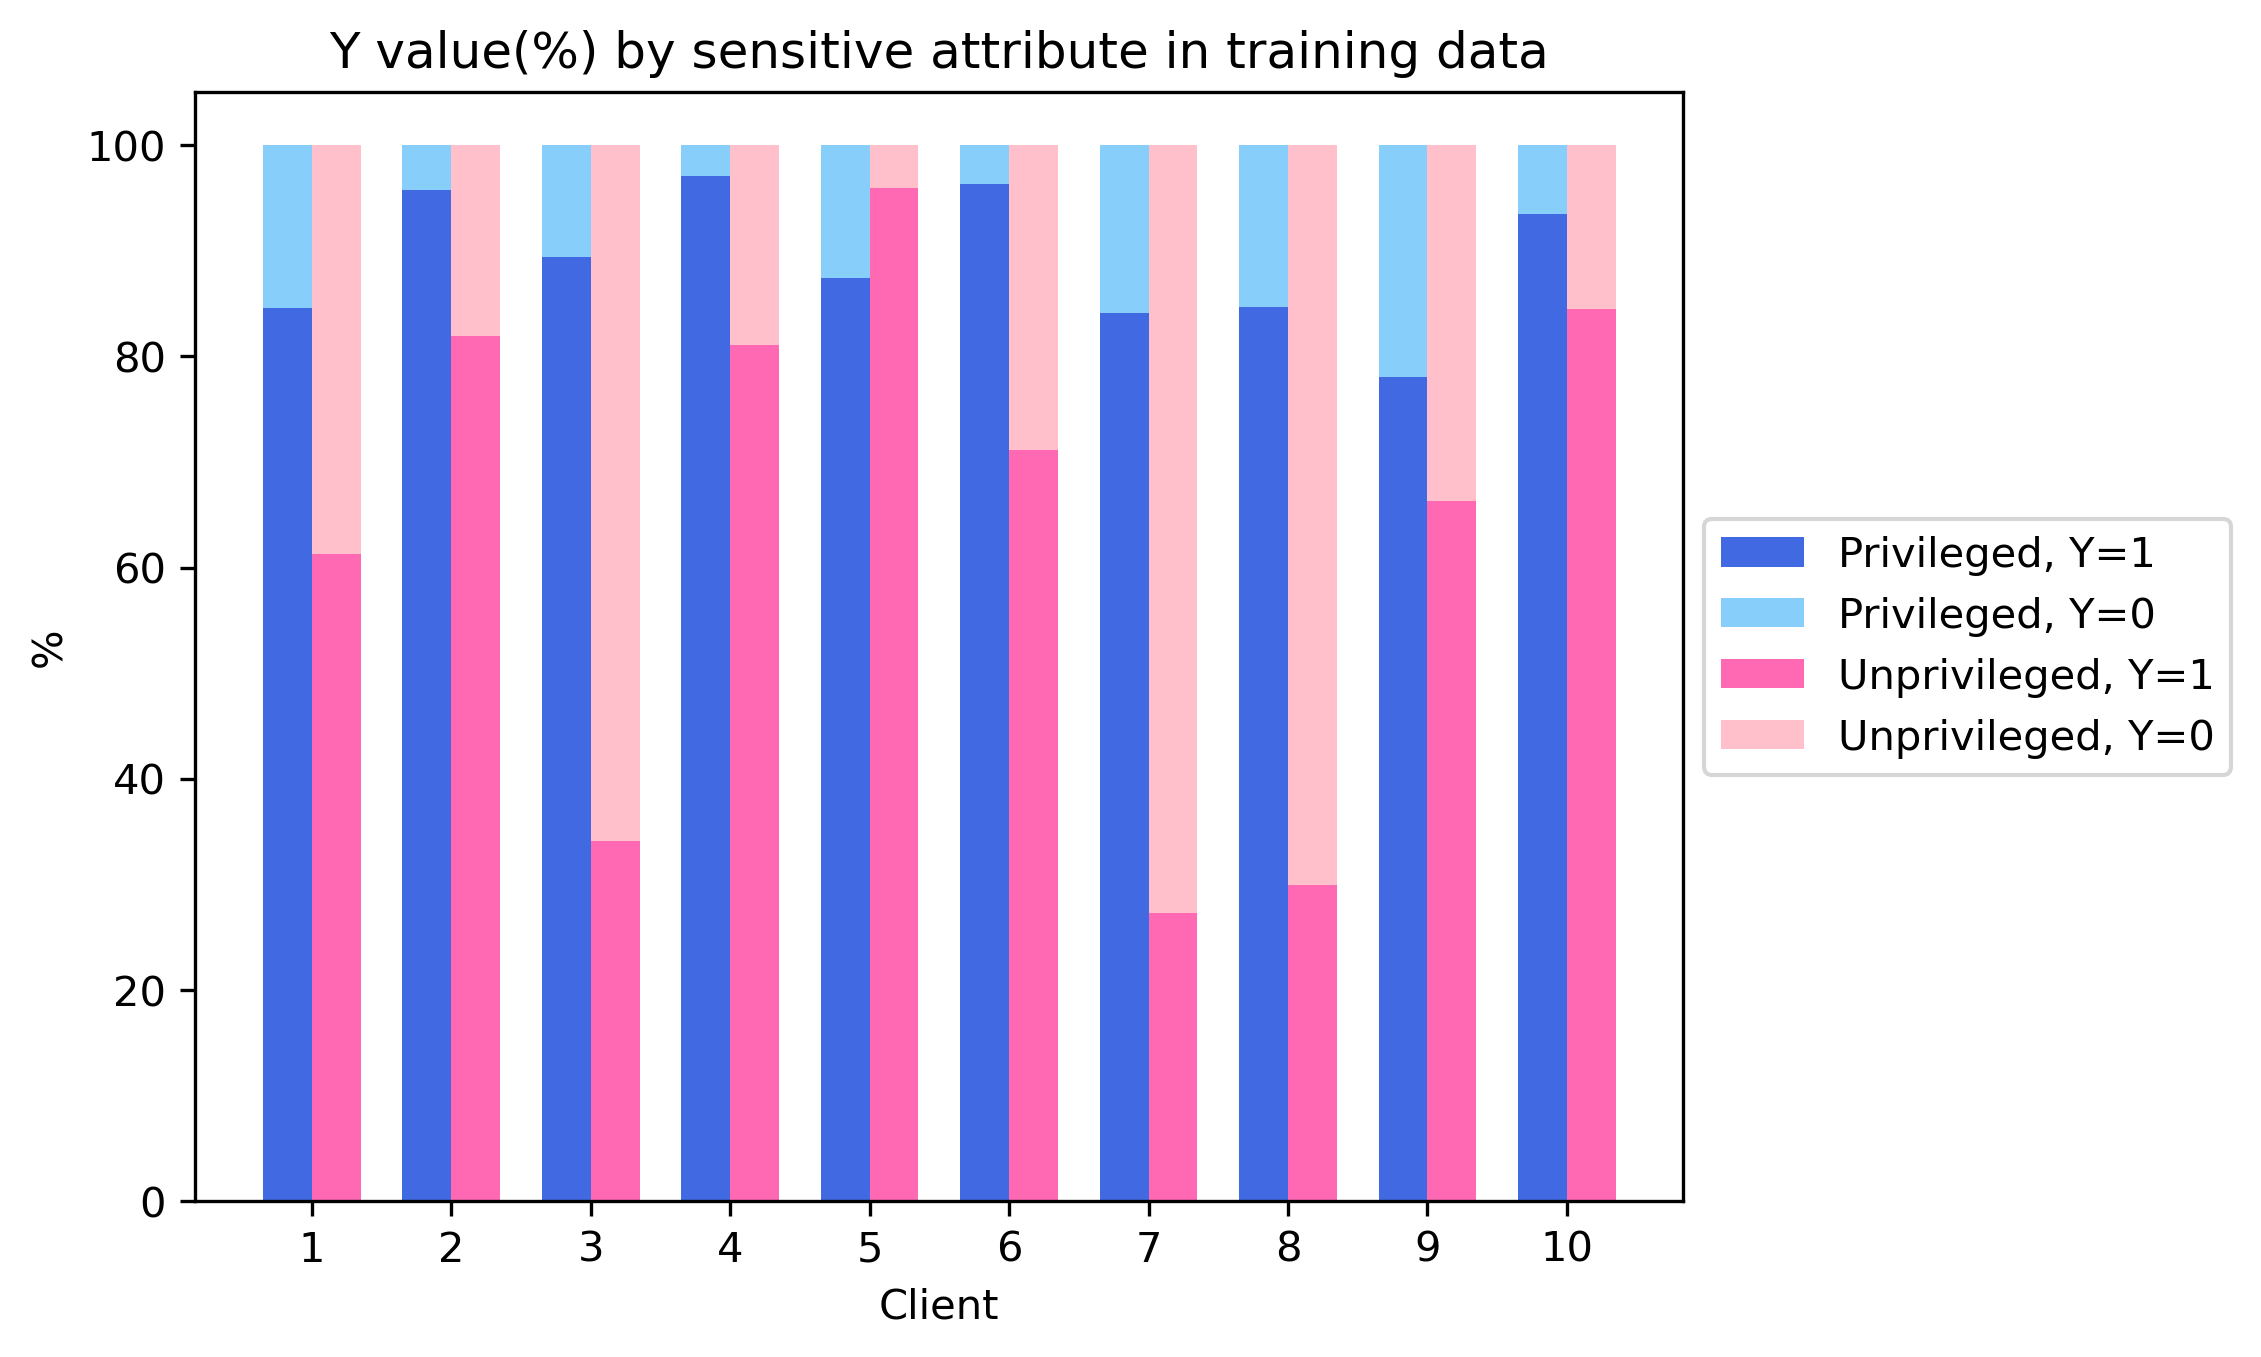 Y value(%) by sensitive attribute in training data
100
80
60
40
20
0
%
1 2 3 4 5 6 7 8 9 10
Client
Privileged, Y=1
Privileged, Y=0
Unprivileged, Y=1
Unprivileged, Y=0